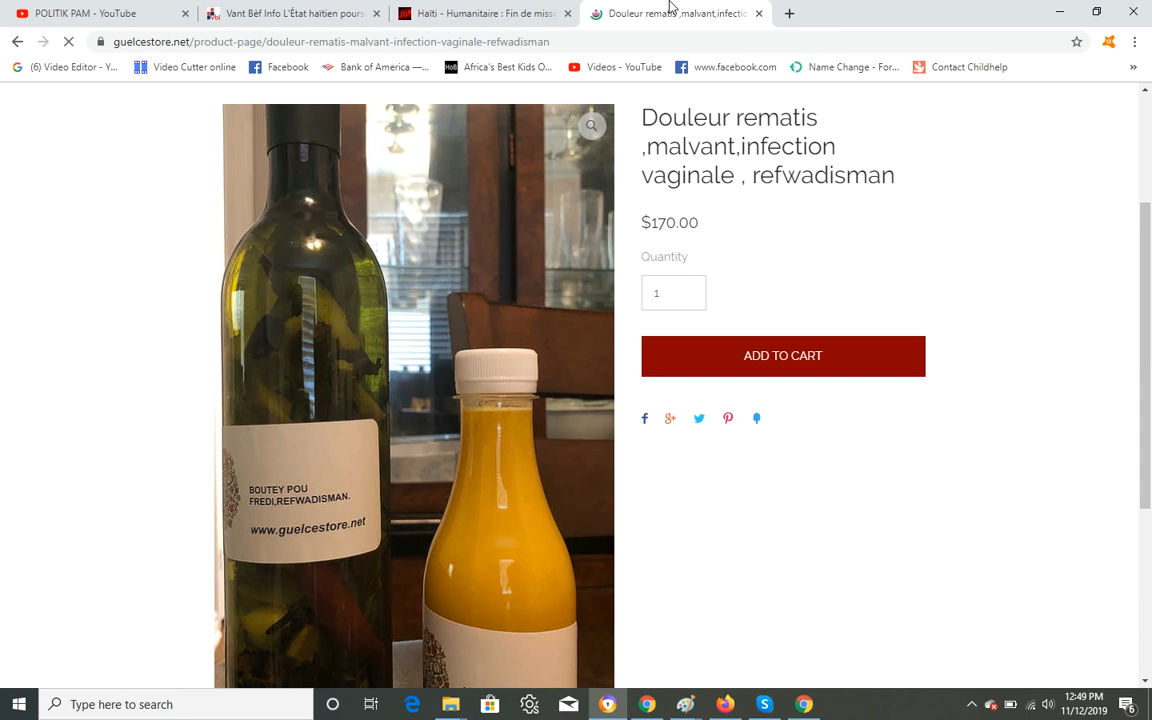 POLITIK PAM - YouTube
Vant Bèf Info L'État haïtien pours
Haïti - Humanitaire : Fin de missi
Douleur rematis ,malvant,infectio
guelcestore.net/product-page/douleur-rematis-malvant-infection-vaginale-refwadisman
(6) Video Editor - Y...
Video Cutter online
Facebook
Bank of America —...
Africa's Best Kids O...
Videos - YouTube
www.facebook.com
Name Change - For...
Contact Childhelp
»
Douleur rematis
,malvant,infection
vaginale , refwadisman
$170.00
Quantity
1
ADD TO CART
BOUTEY POU
FREDI,REFWADISMAN.
www.guelcestore.net
Type here to search
12:49 PM
11/12/2019
6